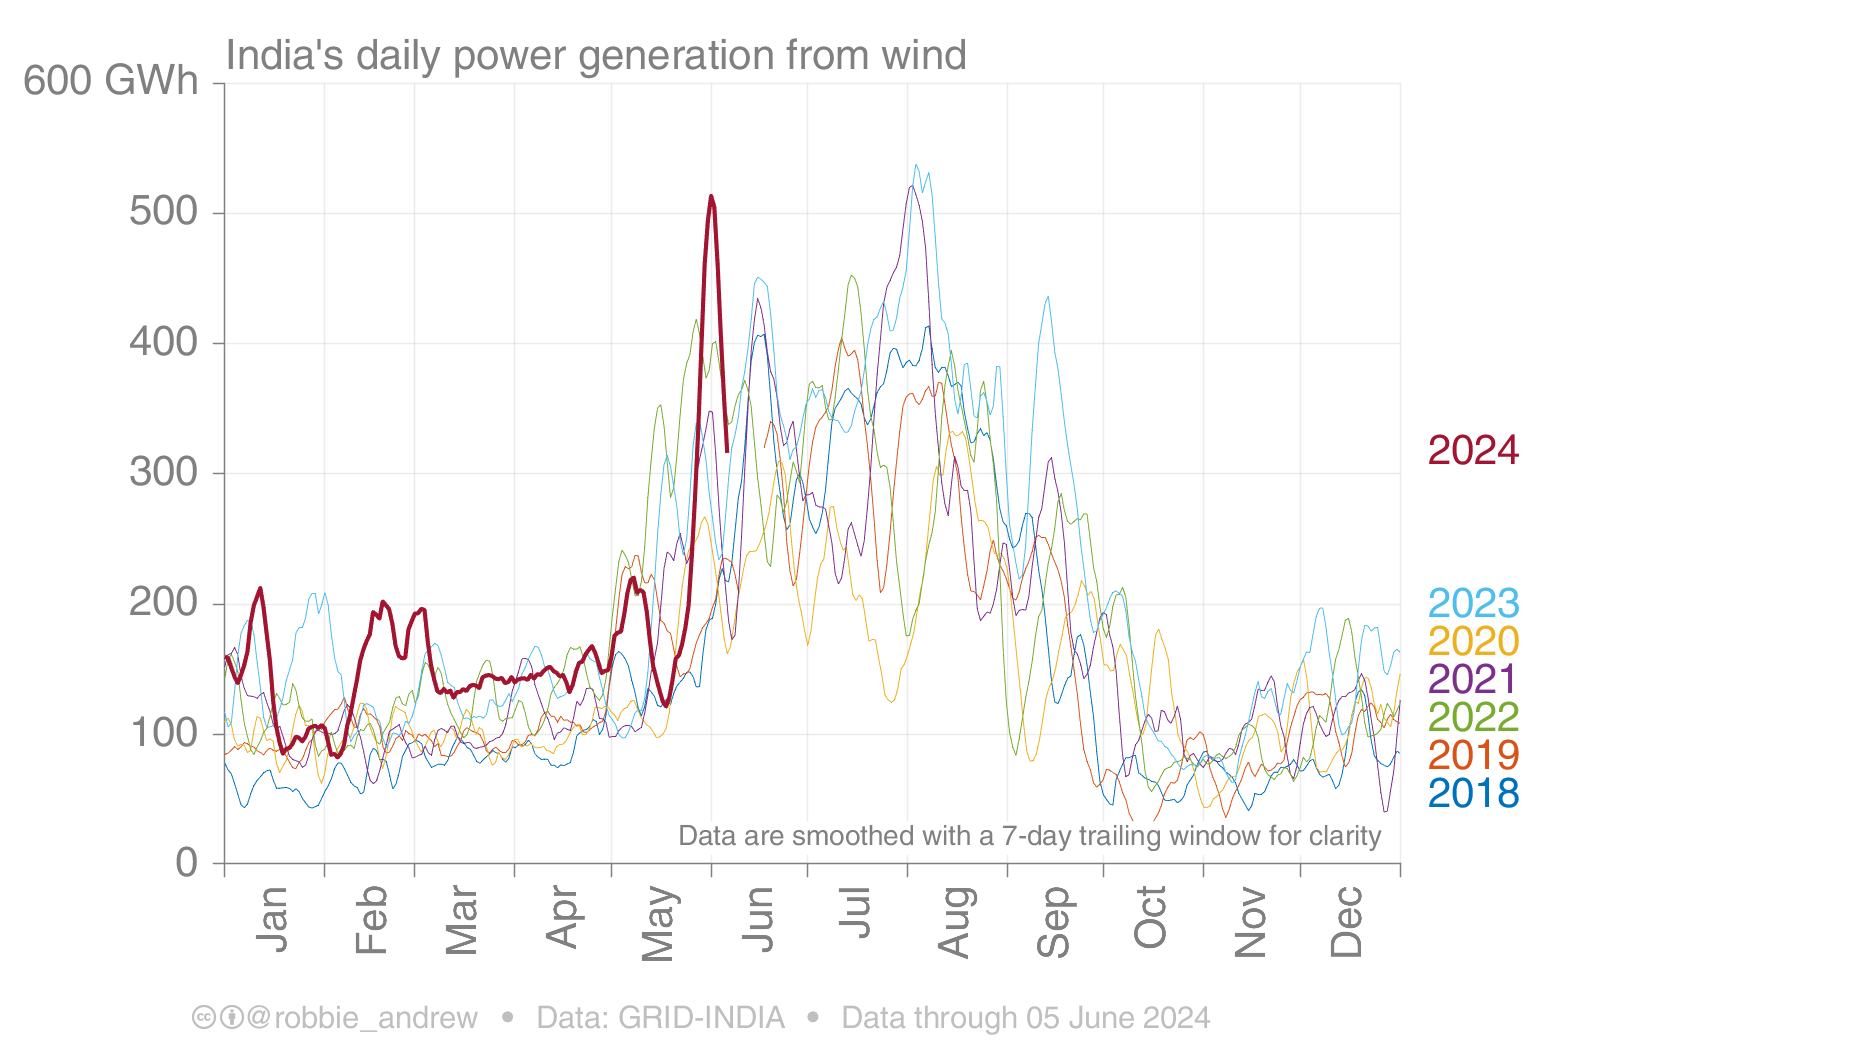 India's daily power generation from wind
600 GWh
500
400
300
200
100
0
2024
2023
2020
2021
2022
2019
2018
Data are smoothed with a 7-day trailing window for clarity
Jan Feb Mar Apr May Jun Jul Aug Sep Oct Nov Dec
cc @robbie_andrew • Data: GRID-INDIA • Data through 05 June 2024